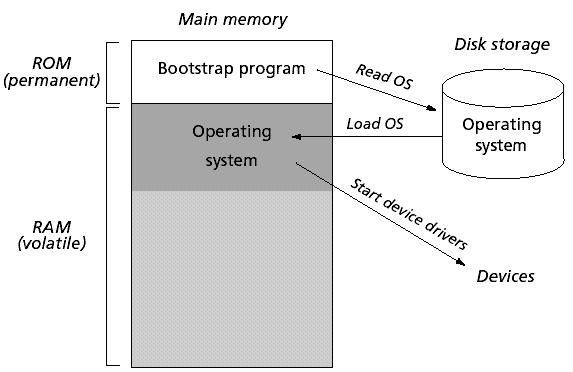 Main memory
Disk storage
ROM
(permanent)
Bootstrap program
Read OS
Operating
system
Load OS
Operating
system
Start device drivers
RAM
(volatile)
Devices